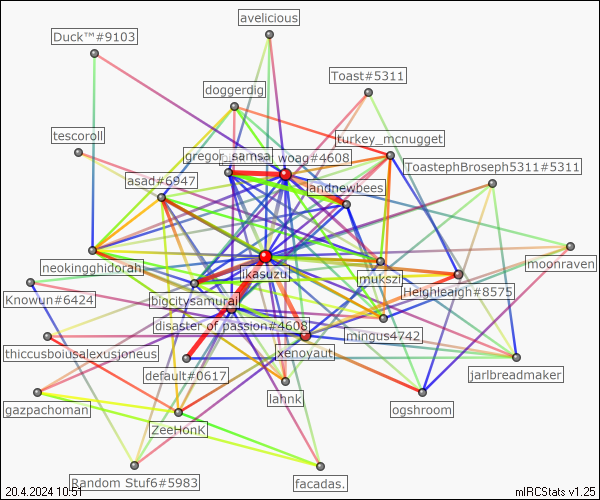 avelicious
Duck™#9103
Toast#5311
doggerdig
tescoroll
turkey_mcnugget
gregor_samsa
woag#4608
ToastephBroseph5311#5311
asad#6947
andnewbees
neokingghidorah
ikasuzu
mukszi
moonraven
Heighleaigh#8575
Knowun#6424
bigcitysamurai
disaster of passion#4608
mingus4742
thiccusboiusalexusjoneus
xenoyaut
default#0617
jarlbreadmaker
lahnk
gazpachoman
ogshroom
ZeeHonk
Random Stuf6#5983
facadas.
20.4.2024 10:51
mIRCStats v1.25